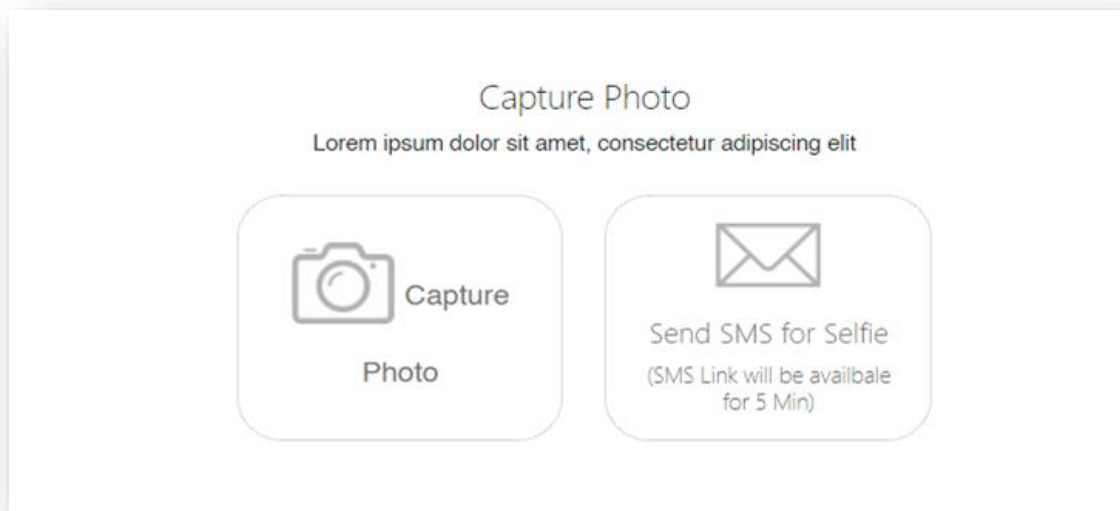 Capture Photo
Lorem ipsum dolor sit amet, consectetur adipiscing elit
Capture
Photo
Send SMS for Selfie
(SMS Link will be availbale
for 5 Min)